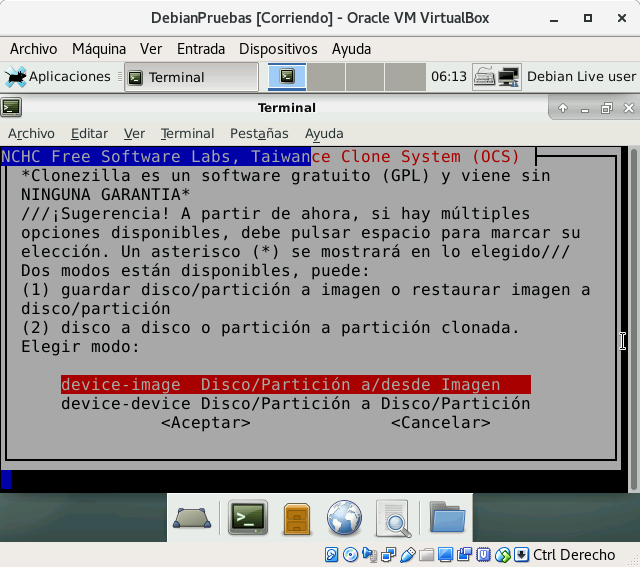 DebianPruebas [Corriendo] - Oracle VM VirtualBox
Archivo Máquina Ver Entrada Dispositivos Ayuda
Aplicaciones Terminal 06:13 Debian Live user
Terminal
Archivo Editar Ver Terminal Pestañas Ayuda
NCHC Free Software Labs, Taiwance Clone System (OCS)
*Clonezilla es un software gratuito (GPL) y viene sin
NINGUNA GARANTIA*
///¡Sugerencia! A partir de ahora, si hay múltiples
opciones disponibles, debe pulsar espacio para marcar su
elección. Un asterisco (*) se mostrará en lo elegido///
Dos modos están disponibles, puede:
(1) guardar disco/partición a imagen o restaurar imagen a
disco/partición
(2) disco a disco o partición a partición clonada.
Elegir modo:
device-image Disco/Partición a/desde Imagen
device-device Disco/Partición a Disco/Partición
<Aceptar> <Cancelar>
Ctrl Derecho